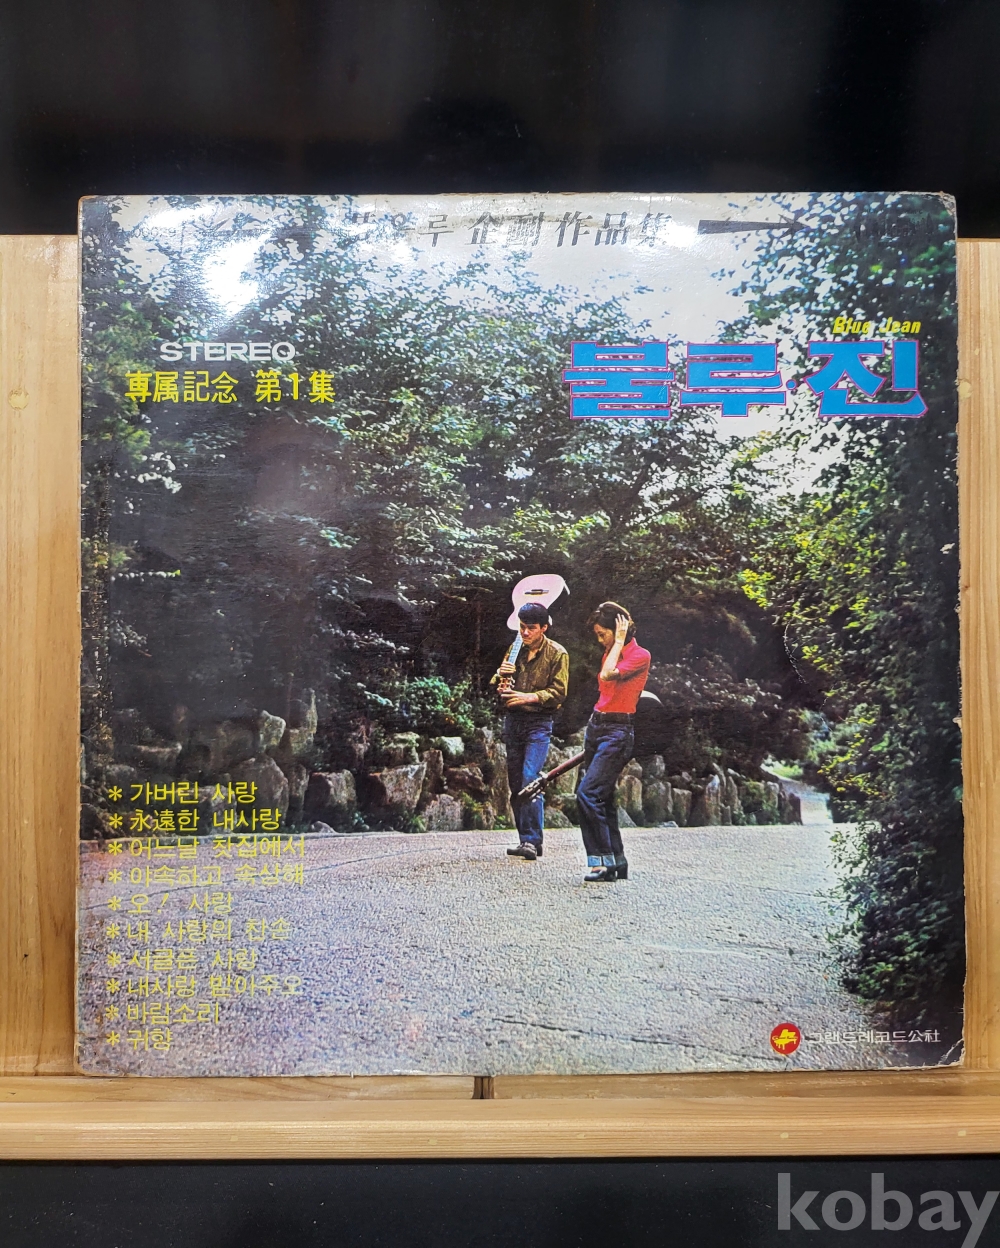 企劃作品集
Blue Jean
STEREO
불루·진
専属記念 第1集
* 가버린 사랑
* 永遠한 내사랑
* 어느날 찻집에서
* 야속하고 속상해
* 오! 사랑
* 내 사랑의 찬손
* 서글픈 사랑
* 내사랑 받아주오
* 바람소리
* 귀향
그랜드레코드公社
kobay